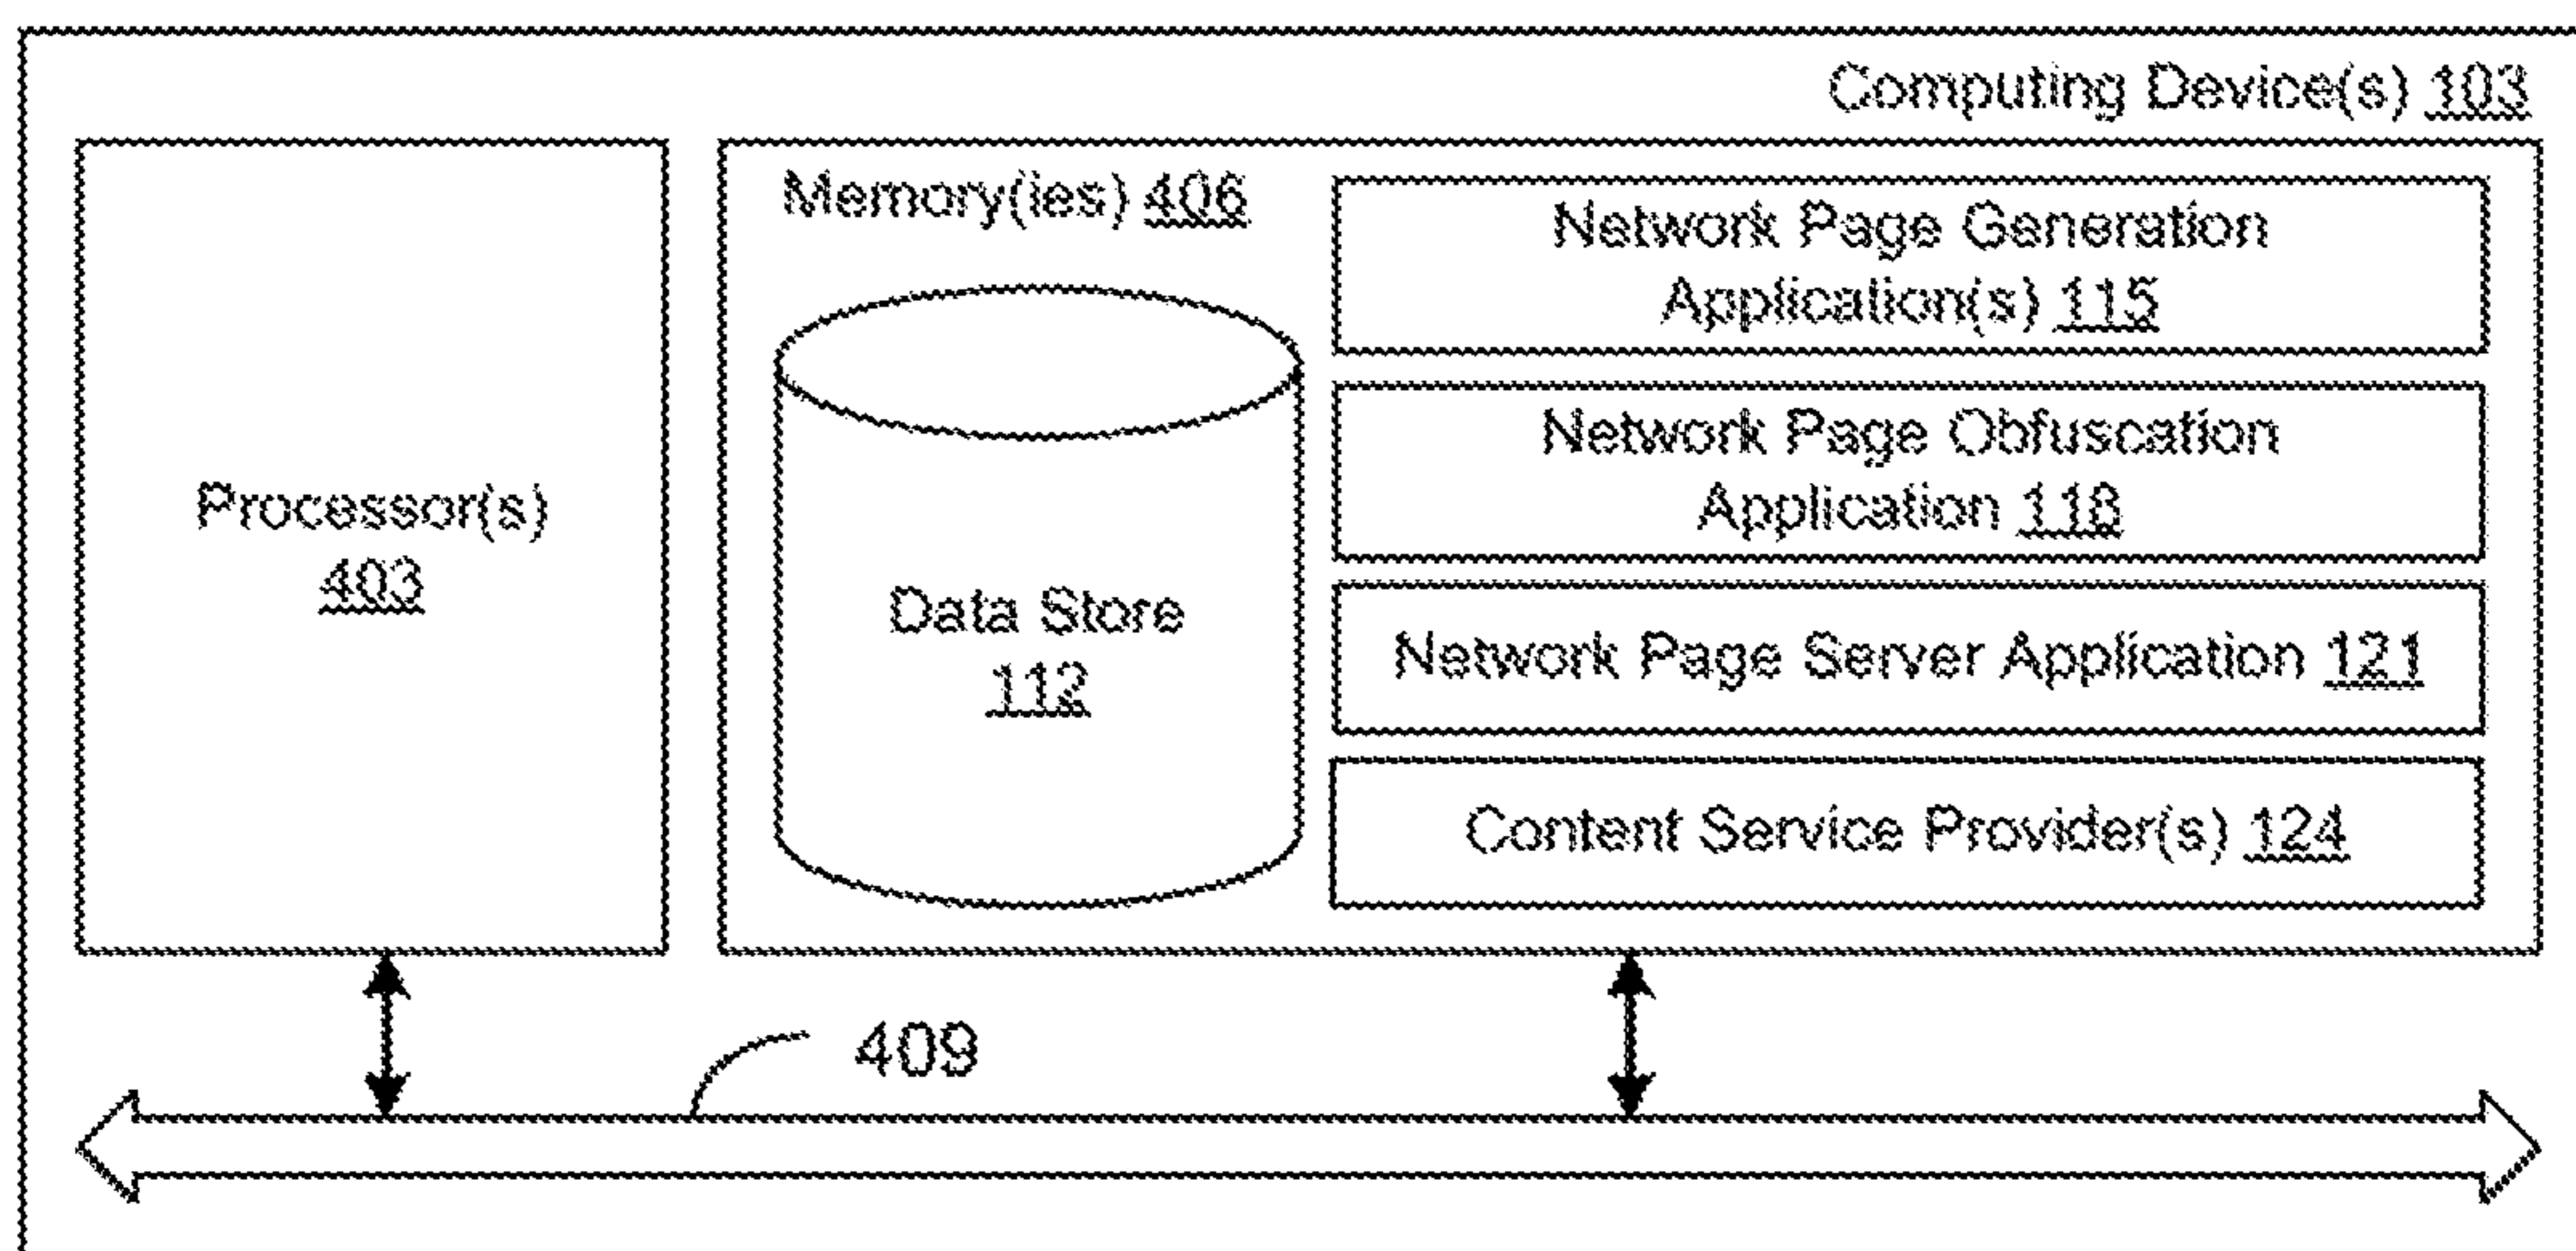 Computing Device(s) 103
Memory(ies) 406
Network Page Generation
Application(s) 115
Network Page Obfuscation
Application 118
Processor(s)
403
Data Store
112
Network Page Server Application 121
Content Service Provider(s) 124
409